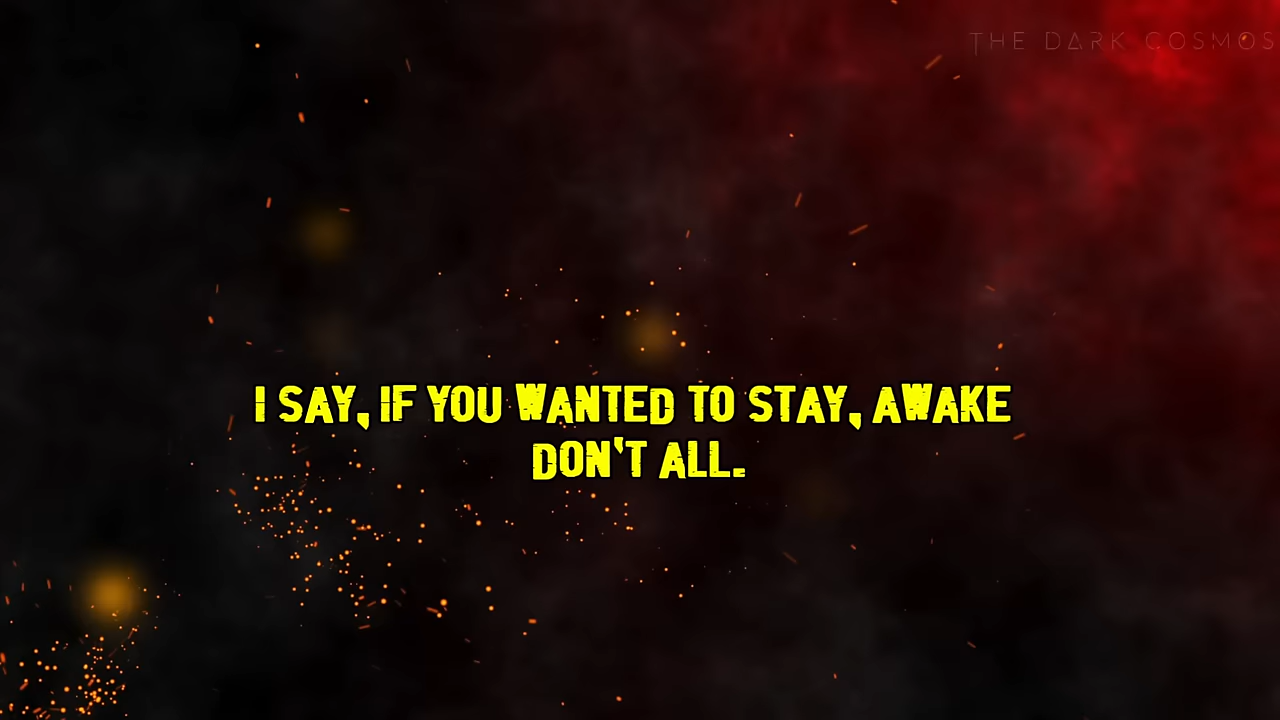 THE DARK COSMOS
I SAY, IF YOU WANTED TO STAY, AWAKE
DON'T ALL.